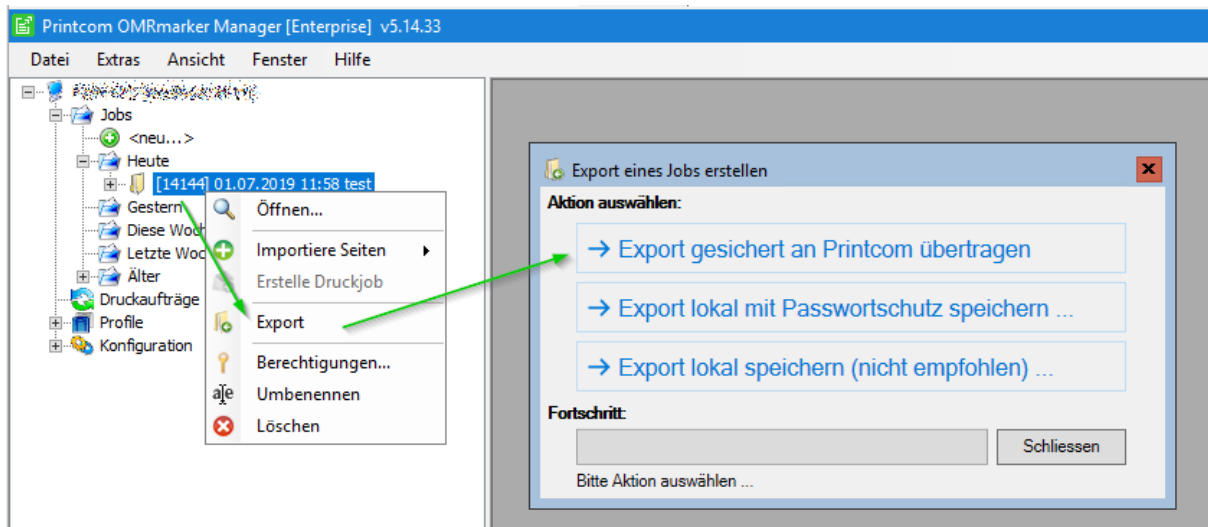 Printcom OMRmarker Manager [Enterprise] v5.14.33
Datei Extras Ansicht Fenster Hilfe
Jobs
<neu...>
Heute
[14144] 01.07.2019 11:58 test
Gestern
Diese Woch
Letzte Woc
Älter
Druckaufträge
Profile
Konfiguration
Öffnen...
Importiere Seiten
Erstelle Druckjob
Export
Berechtigungen...
Umbenennen
Löschen
Export eines Jobs erstellen
Aktion auswählen:
→ Export gesichert an Printcom übertragen
→ Export lokal mit Passwortschutz speichern ...
→ Export lokal speichern (nicht empfohlen) ...
Fortschritt:
Schliessen
Bitte Aktion auswählen ...